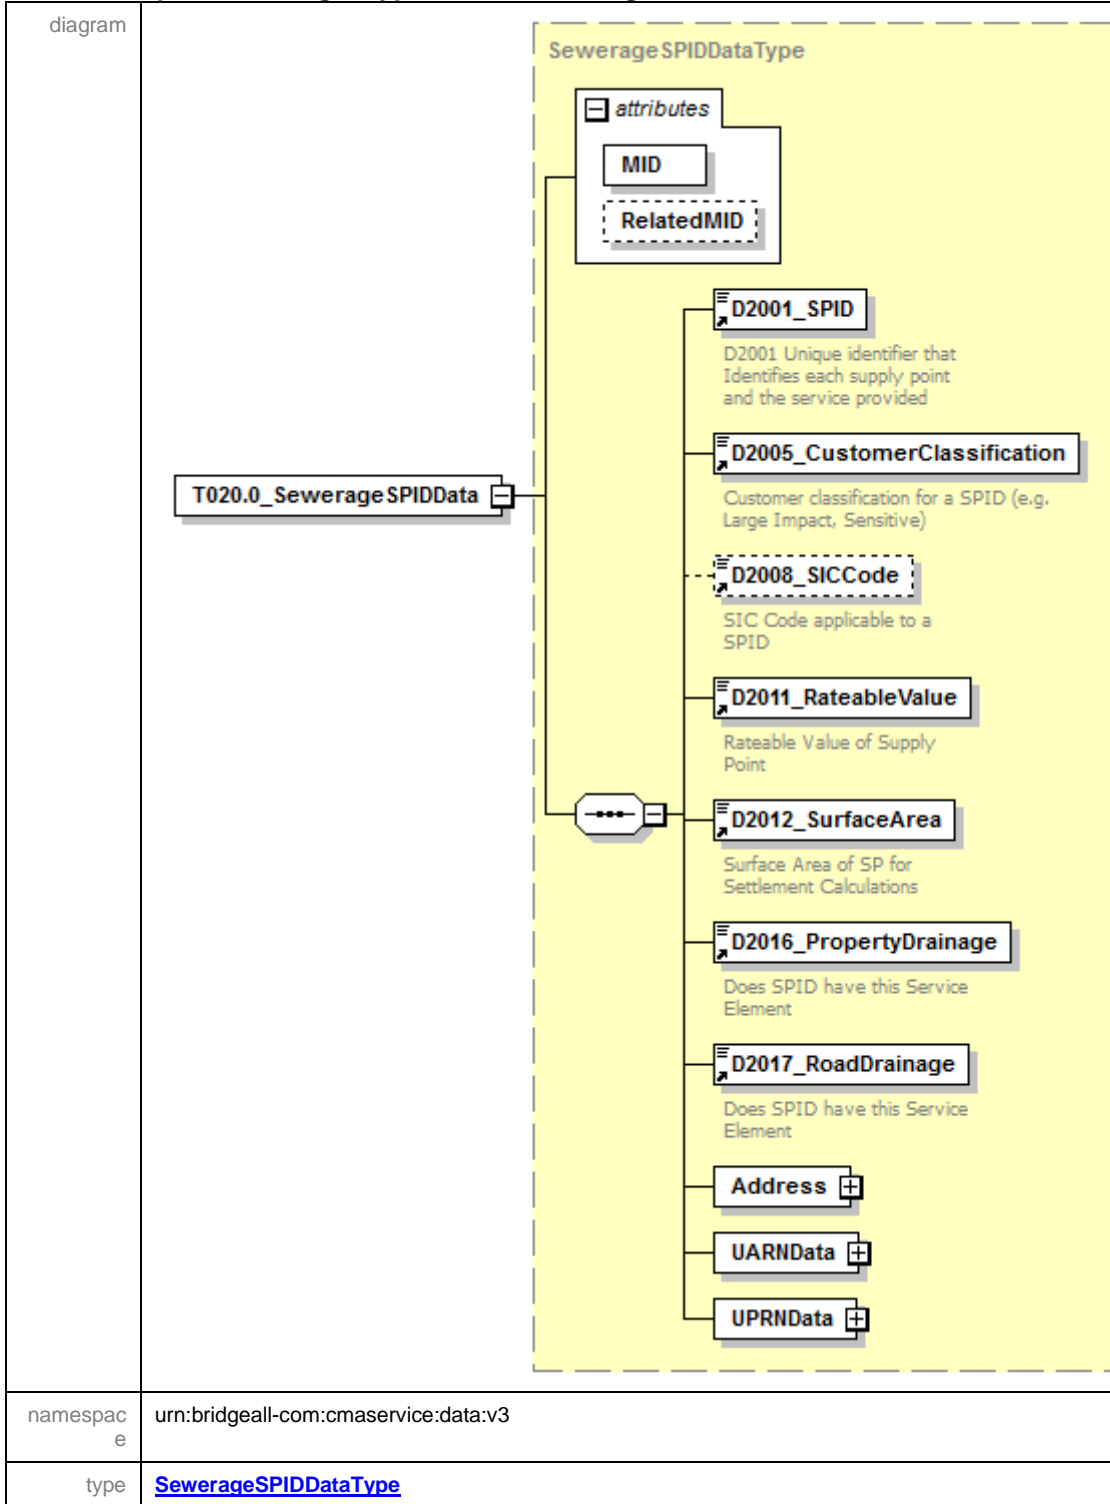 diagram
SewerageSPIDDataType
attributes
MID
RelatedMID
D2001_SPID
D2001 Unique identifier that
Identifies each supply point
and the service provided
D2005_CustomerClassification
Customer classification for a SPID (e.g.
Large Impact, Sensitive)
T020.0_SewerageSPIDData
D2008_SICCode
SIC Code applicable to a
SPID
D2011_RateableValue
Rateable Value of Supply
Point
D2012_SurfaceArea
Surface Area of SP for
Settlement Calculations
D2016_PropertyDrainage
Does SPID have this Service
Element
D2017_RoadDrainage
Does SPID have this Service
Element
Address
UARNData
UPRNData
namespac
e
urn:bridgeall-com:cmaservice:data:v3
type
SewerageSPIDDataType